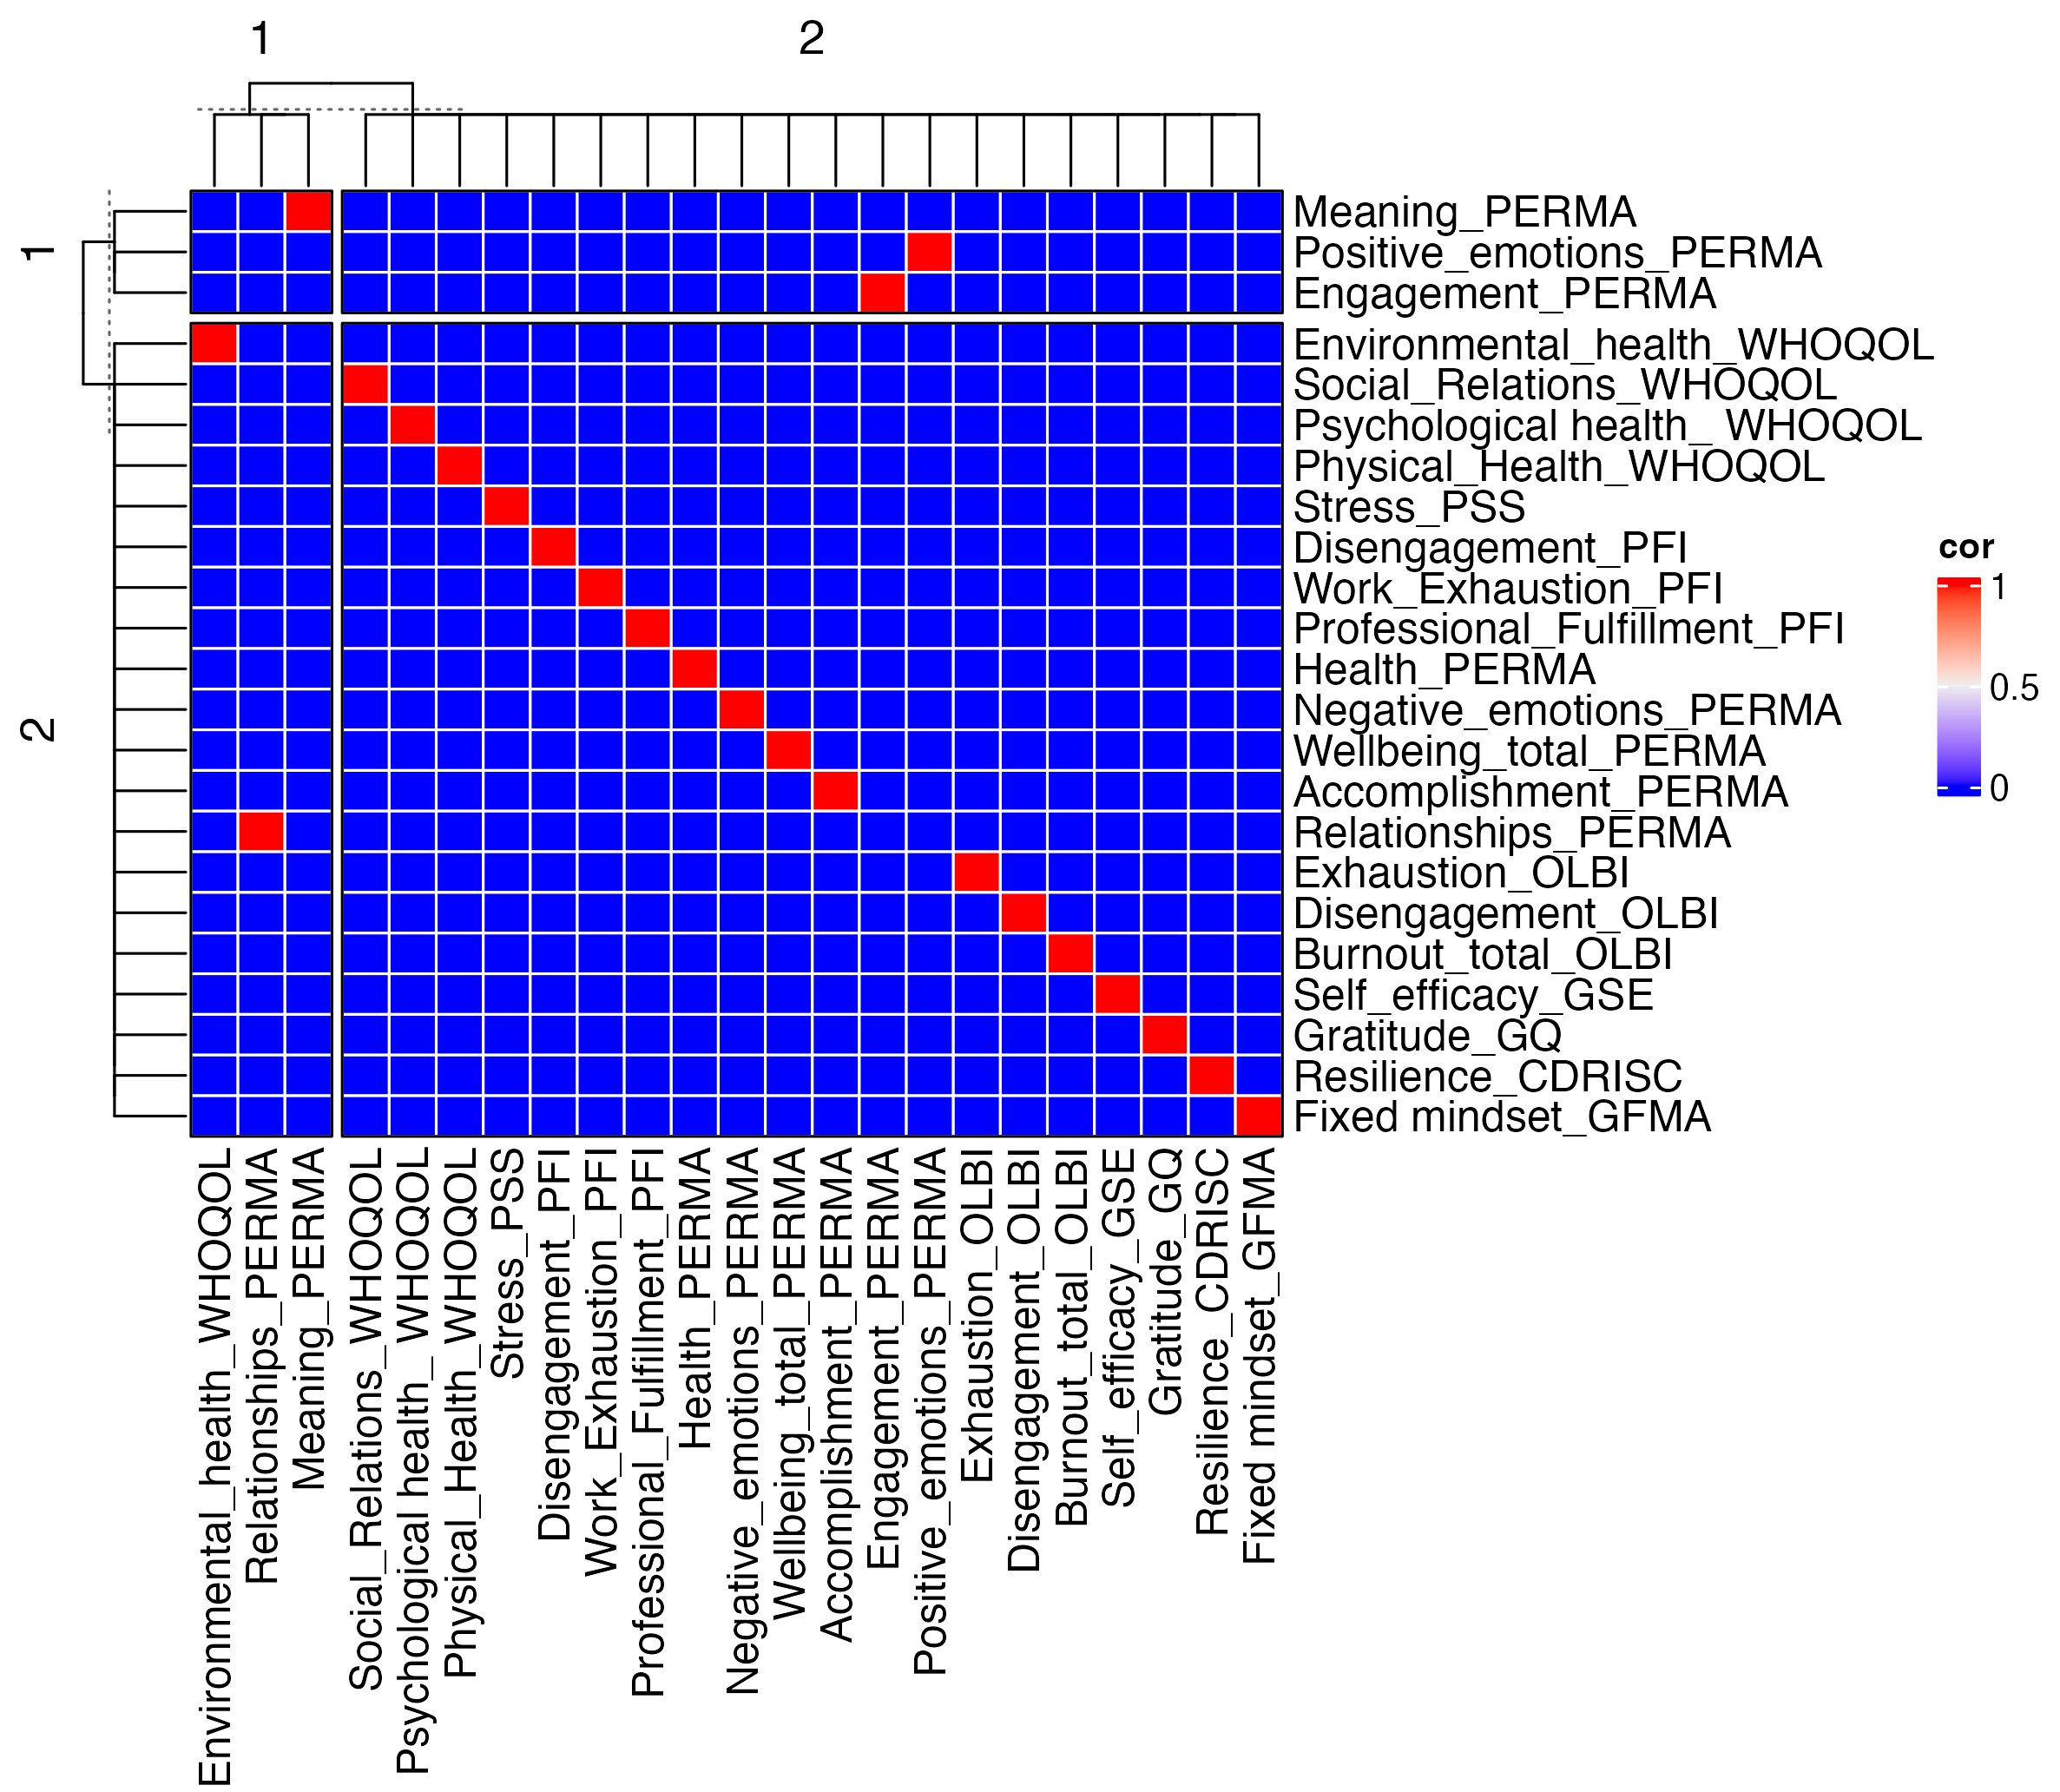 1
2
1
2
Meaning_PERMA
Positive_emotions_PERMA
Engagement_PERMA
Environmental_health_WHOQOL
Social_Relations_WHOQOL
Psychological health_ WHOQOL
Physical_Health_WHOQOL
Stress_PSS
Disengagement_PFI
Work_Exhaustion_PFI
Professional_Fulfillment_PFI
Health_PERMA
Negative_emotions_PERMA
Wellbeing_total_PERMA
Accomplishment_PERMA
Relationships_PERMA
Exhaustion_OLBI
Disengagement_OLBI
Burnout_total_OLBI
Self_efficacy_GSE
Gratitude_GQ
Resilience_CDRISC
Fixed mindset_GFMA
cor
1
0.5
0
Environmental_health_WHOQOL
Relationships_PERMA
Meaning_PERMA
Social_Relations_WHOQOL
Psychological health_ WHOQOL
Physical_Health_WHOQOL
Stress_PSS
Disengagement_PFI
Work_Exhaustion_PFI
Professional_Fulfillment_PFI
Health_PERMA
Negative_emotions_PERMA
Wellbeing_total_PERMA
Accomplishment_PERMA
Engagement_PERMA
Positive_emotions_PERMA
Exhaustion_OLBI
Disengagement_OLBI
Burnout_total_OLBI
Self_efficacy_GSE
Gratitude_GQ
Resilience_CDRISC
Fixed mindset_GFMA